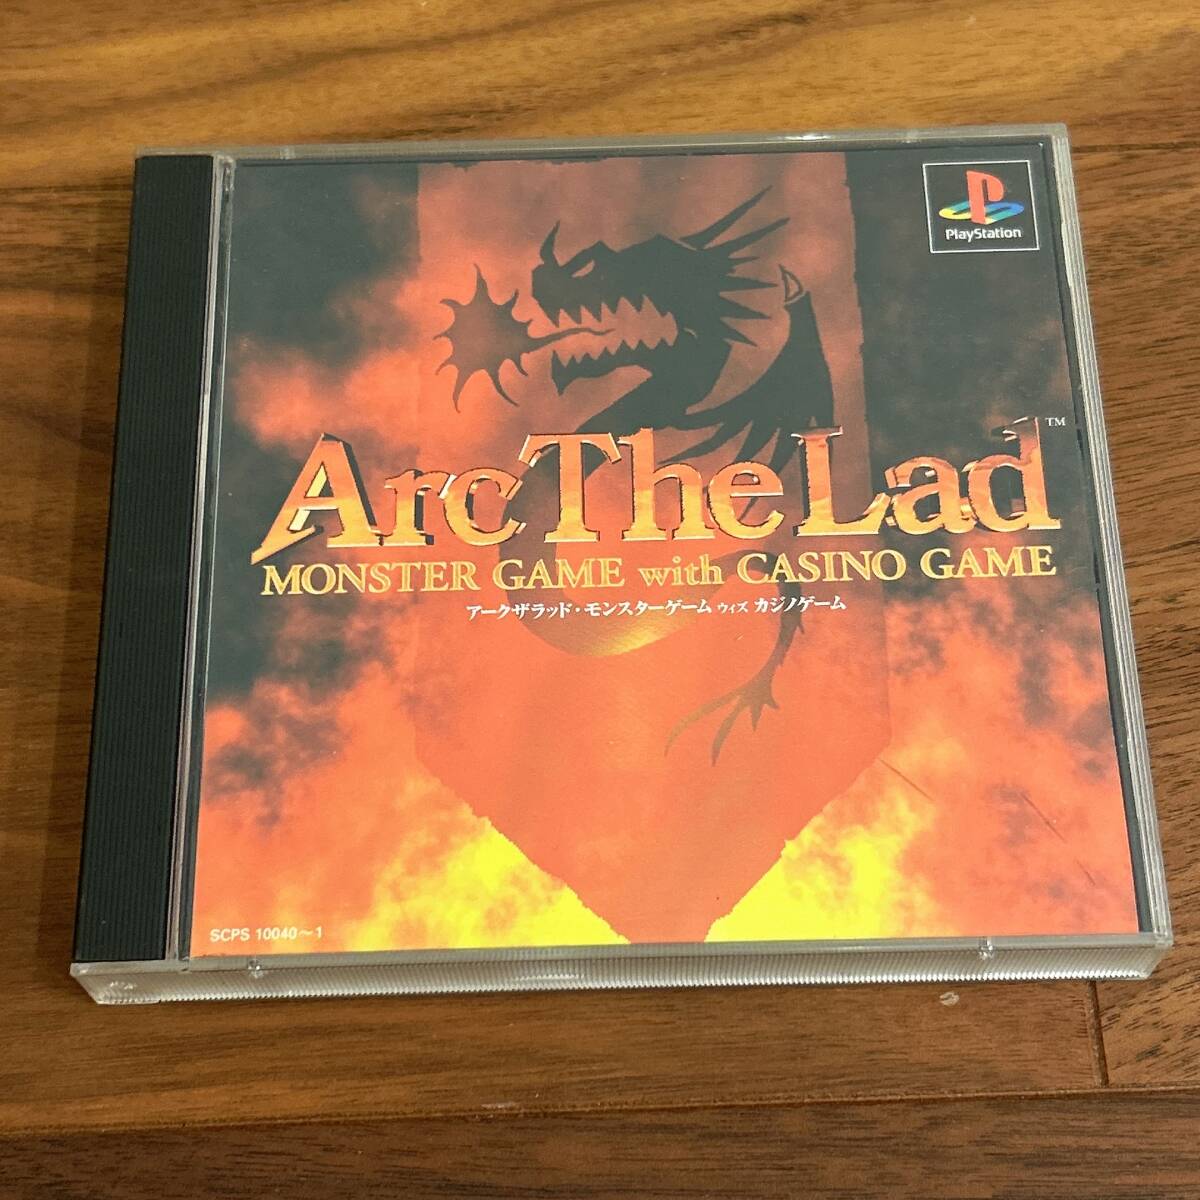 PlayStation
Arc The Lad™
MONSTER GAME with CASINO GAME
アークザラッド・モンスターゲーム ウィズ カジノゲーム
SCPS 10040～1